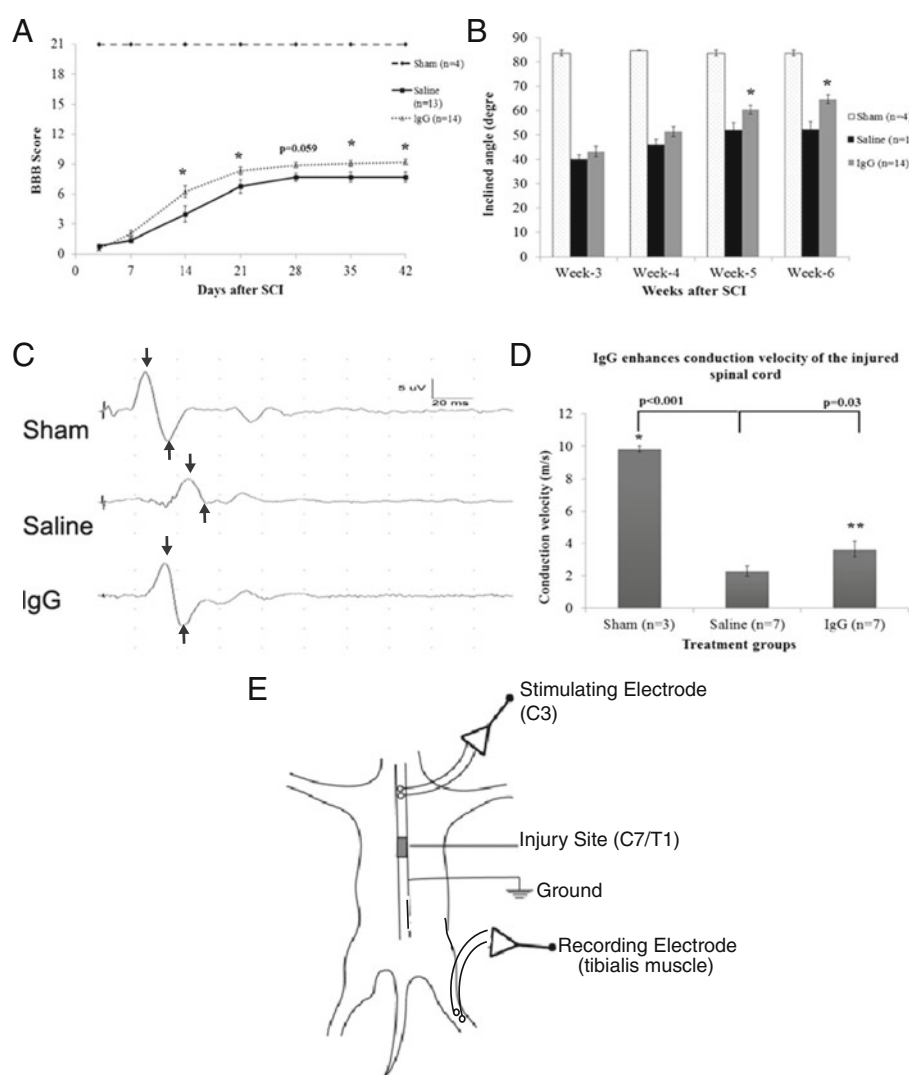 A
BBB Score
21
18
15
12
9
6
3
0
0 7 14 21 28 35 42
Days after SCI
* * p=0.059 * *
Sham (n=4)
Saline
(n=13)
IgG (n=14)
B
Inclined angle (degre
90
80
70
60
50
40
30
20
10
0
* *
Week-3 Week-4 Week-5 Week-6
Weeks after SCI
Sham (n=4
Saline (n=1
IgG (n=14)
C
5 uV
20 ms
Sham
Saline
IgG
D
IgG enhances conduction velocity of the injured
spinal cord
p<0.001 p=0.03
Conduction velocity (m/s)
12
10
8
6
4
2
0
* **
Sham (n=3) Saline (n=7) IgG (n=7)
Treatment groups
E
Stimulating Electrode
(C3)
Injury Site (C7/T1)
Ground
Recording Electrode
(tibialis muscle)